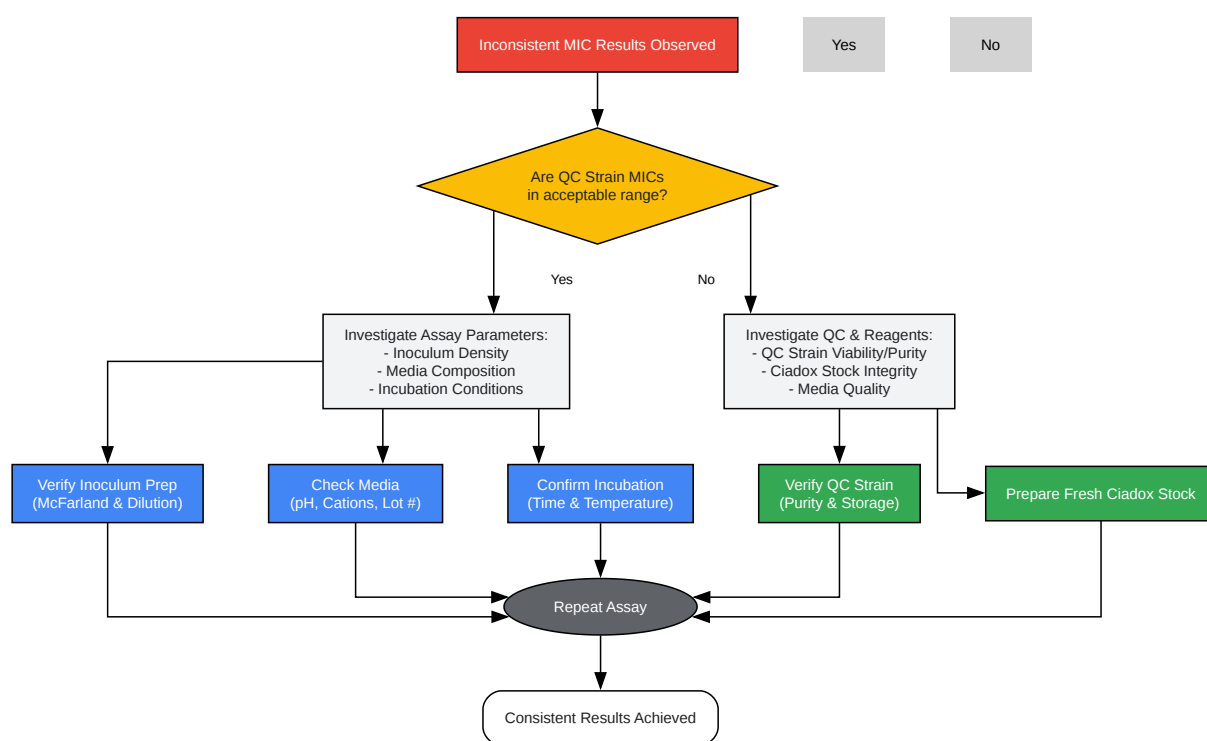 Inconsistent MIC Results Observed
Yes
No
Are QC Strain MICs
in acceptable range?
Yes
No
Investigate Assay Parameters:
- Inoculum Density
- Media Composition
- Incubation Conditions
Investigate QC & Reagents:
- QC Strain Viability/Purity
- Ciadox Stock Integrity
- Media Quality
Verify Inoculum Prep
(McFarland & Dilution)
Check Media
(pH, Cations, Lot #)
Confirm Incubation
(Time & Temperature)
Verify QC Strain
(Purity & Storage)
Prepare Fresh Ciadox Stock
Repeat Assay
Consistent Results Achieved